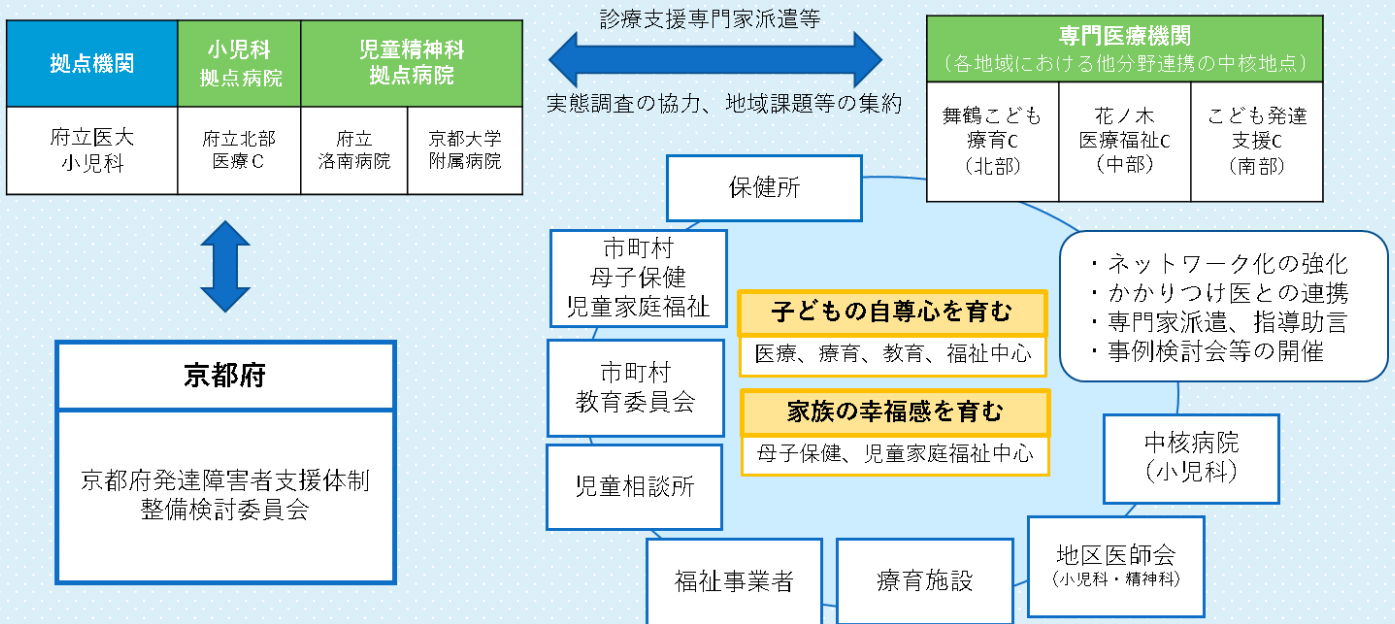 拠点機関
小児科
拠点病院
児童精神科
拠点病院
府立医大
小児科
府立北部
医療C
府立
洛南病院
京都大学
附属病院
診療支援専門家派遣等
実態調査の協力、地域課題等の集約
専門医療機関
(各地域における他分野連携の中核地点)
舞鶴こども
療育C
(北部)
花ノ木
医療福祉C
(中部)
こども発達
支援C
(南部)
京都府
京都府発達障害者支援体制
整備検討委員会
保健所
市町村
母子保健
児童家庭福祉
市町村
教育委員会
児童相談所
福祉事業者
療育施設
地区医師会
(小児科・精神科)
中核病院
(小児科)
・ネットワーク化の強化
・かかりつけ医との連携
・専門家派遣、指導助言
・事例検討会等の開催
子どもの自尊心を育む
医療、療育、教育、福祉中心
家族の幸福感を育む
母子保健、児童家庭福祉中心